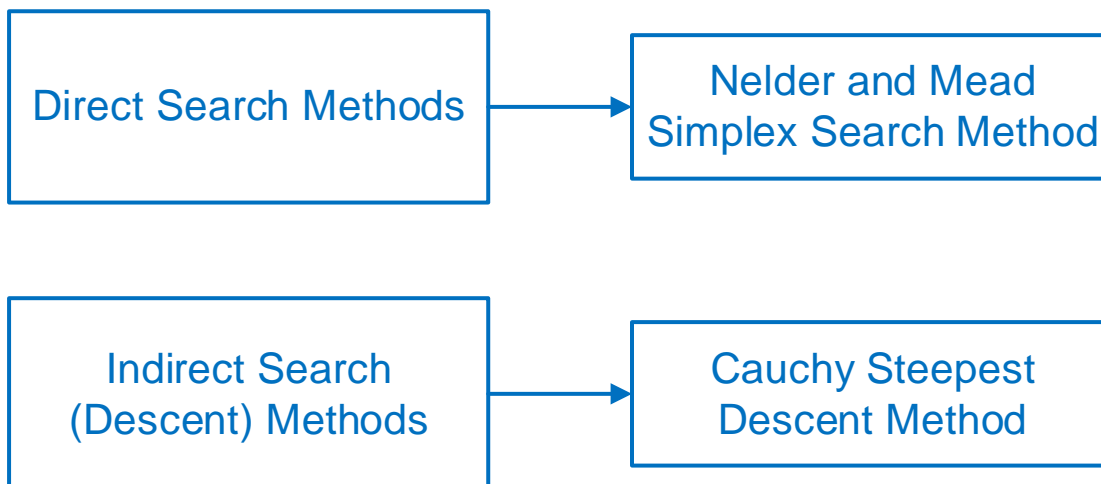 Direct Search Methods
Nelder and Mead
Simplex Search Method
Indirect Search
(Descent) Methods
Cauchy Steepest
Descent Method